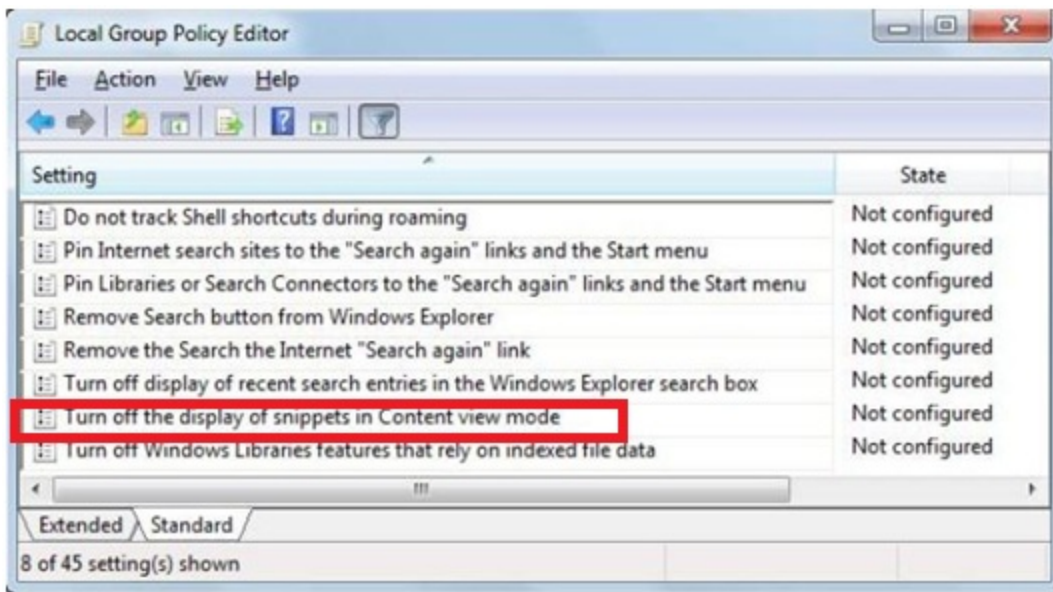 Local Group Policy Editor
File Action View Help
Setting State
Do not track Shell shortcuts during roaming Not configured
Pin Internet search sites to the "Search again" links and the Start menu Not configured
Pin Libraries or Search Connectors to the "Search again" links and the Start menu Not configured
Remove Search button from Windows Explorer Not configured
Remove the Search the Internet "Search again" link Not configured
Turn off display of recent search entries in the Windows Explorer search box Not configured
Turn off the display of snippets in Content view mode Not configured
Turn off Windows Libraries features that rely on indexed file data Not configured
Extended Standard
8 of 45 setting(s) shown